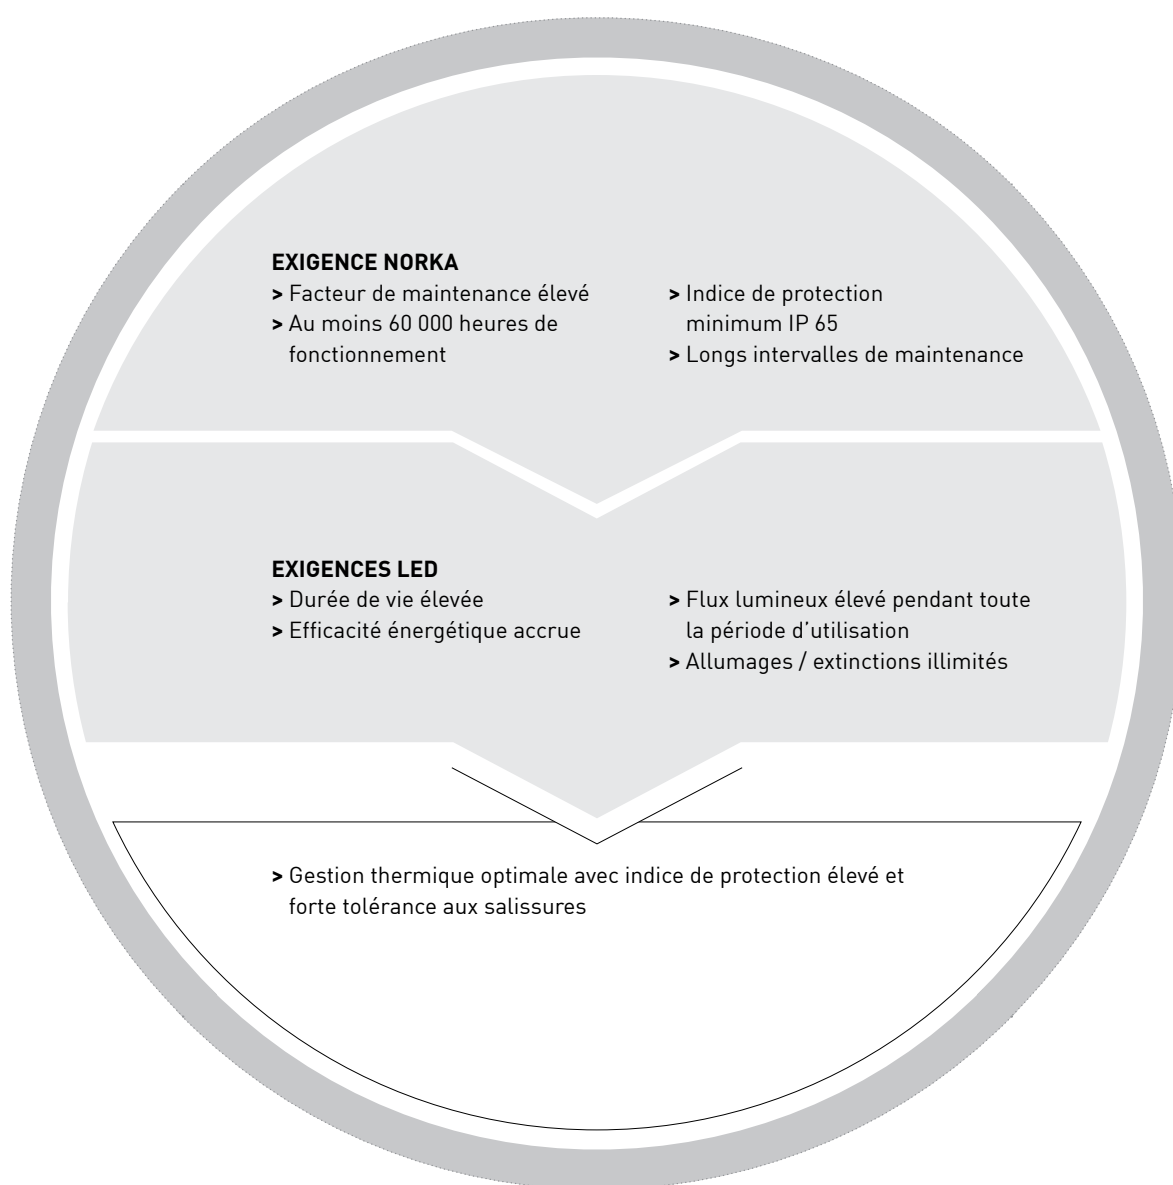 EXIGENCE NORKA
> Facteur de maintenance élevé
> Au moins 60 000 heures de
fonctionnement
> Indice de protection
minimum IP 65
> Longs intervalles de maintenance
EXIGENCES LED
> Durée de vie élevée
> Efficacité énergétique accrue
> Flux lumineux élevé pendant toute
la période d’utilisation
> Allumages / extinctions illimités
> Gestion thermique optimale avec indice de protection élevé et
forte tolérance aux salissures